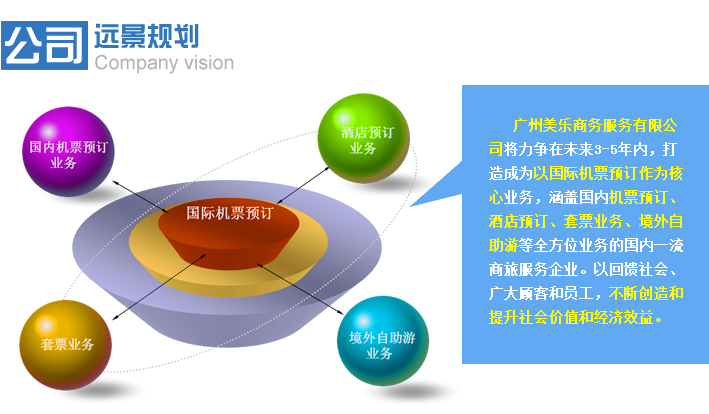 公司 远景规划
Company vision
国内机票预订
业务
酒店预订
业务
国际机票预订
套票业务
境外自助游
业务
广州美乐商务服务有限公
司将力争在未来3-5年内，打
造成为以国际机票预订作为核
心业务，涵盖国内机票预订、
酒店预订、套票业务、境外自
助游等全方位业务的国内一流
商旅服务企业。以回馈社会、
广大顾客和员工，不断创造和
提升社会价值和经济效益。